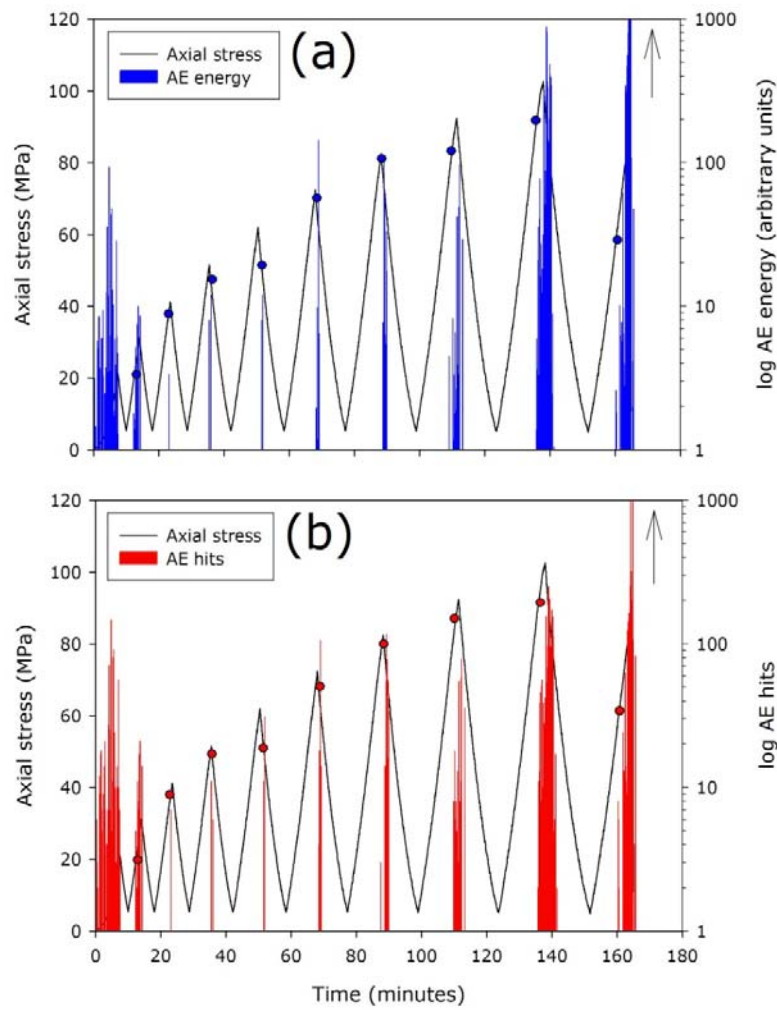 (a)
Axial stress
AE energy
Axial stress (MPa)
120
100
80
60
40
20
0
log AE energy (arbitrary units)
1000
100
10
1
(b)
Axial stress
AE hits
Axial stress (MPa)
120
100
80
60
40
20
0
log AE hits
1000
100
10
1
0 20 40 60 80 100 120 140 160 180
Time (minutes)